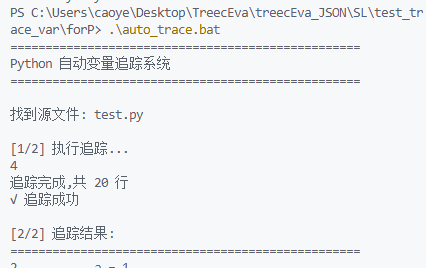 PS C:\Users\caoye\Desktop\TreecEva\treecEva_JSON\SL\test_tr
ace_var\forP> .\auto_trace.bat
==================================================
Python 自动变量追踪系统
==================================================
找到源文件: test.py
[1/2] 执行追踪...
4
追踪完成,共 20 行
√ 追踪成功
[2/2] 追踪结果:
==================================================
2 a = 1